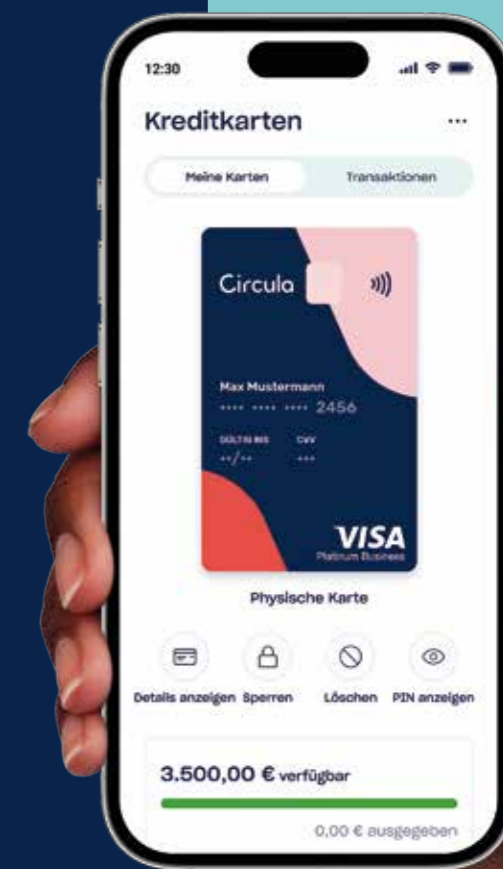 12:30
Kreditkarten
Meine Karten Transaktionen
Circula
Max Mustermann
•••• •••• •••• 2456
GÜLTIG BIS CVV
••/•• •••
VISA
Platinum Business
Physische Karte
Details anzeigen Sperren Löschen PIN anzeigen
3.500,00 € verfügbar
0,00 € ausgegeben